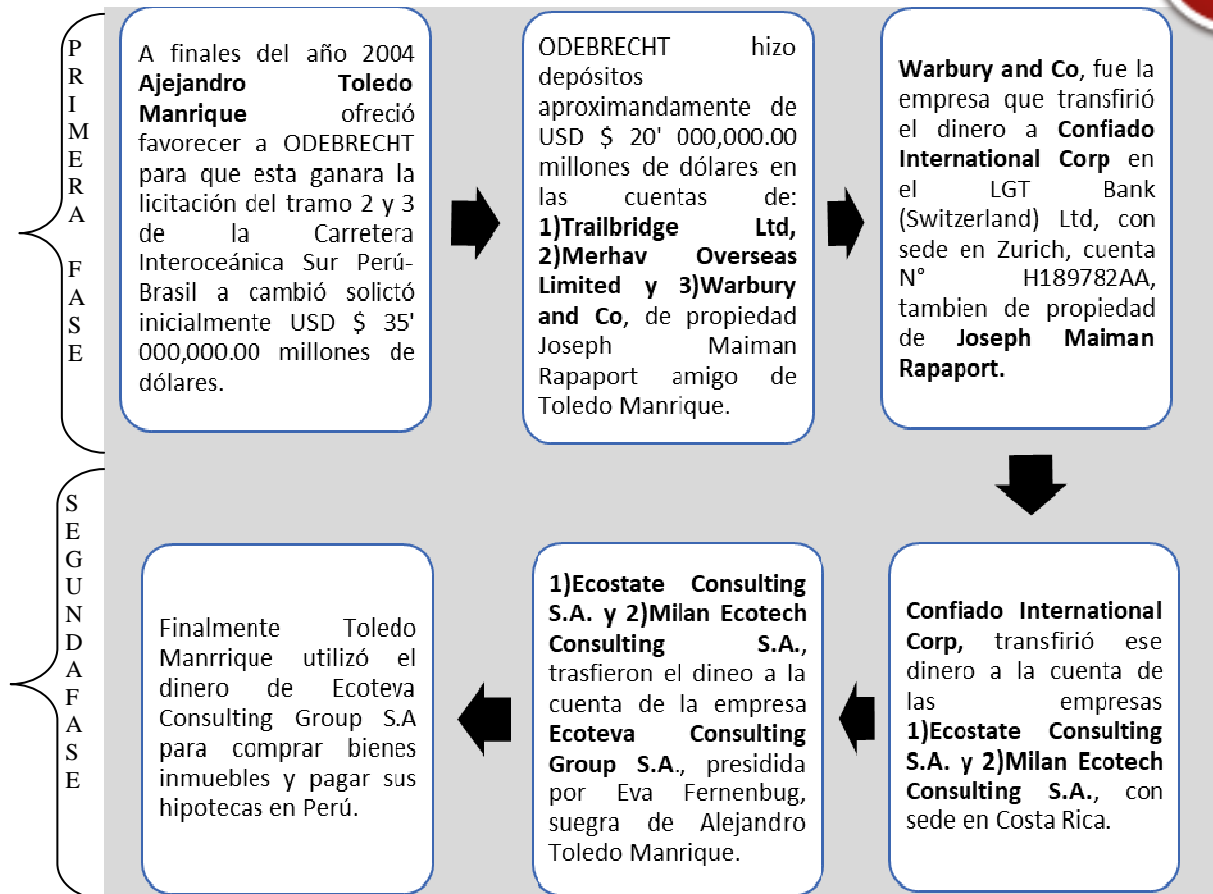 PRIMERA FASE
A finales del año 2004
Ajejandro Toledo
Manrique ofreció
favorecer a ODEBRECHT
para que esta ganara la
licitación del tramo 2 y 3
de la Carretera
Interoceánica Sur Perú-
Brasil a cambió solictó
inicialmente USD $ 35'
000,000.00 millones de
dólares.
ODEBRECHT hizo
depósitos
aproximandamente de
USD $ 20' 000,000.00
millones de dólares en
las cuentas de:
1)Trailbridge Ltd,
2)Merhav Overseas
Limited y 3)Warbury
and Co, de propiedad
Joseph Maiman
Rapaport amigo de
Toledo Manrique.
Warbury and Co, fue la
empresa que transfirió
el dinero a Confiado
International Corp en
el LGT Bank
(Switzerland) Ltd, con
sede en Zurich, cuenta
N° H189782AA,
tambien de propiedad
de Joseph Maiman
Rapaport.
SEGUNDA FASE
Confiado International
Corp, transfirió ese
dinero a la cuenta de
las empresas
1)Ecostate Consulting
S.A. y 2)Milan Ecotech
Consulting S.A., con
sede en Costa Rica.
1)Ecostate Consulting
S.A. y 2)Milan Ecotech
Consulting S.A.,
trasfieron el dineo a la
cuenta de la empresa
Ecoteva Consulting
Group S.A., presidida
por Eva Fernenbug,
suegra de Alejandro
Toledo Manrique.
Finalmente Toledo
Manrrique utilizó el
dinero de Ecoteva
Consulting Group S.A
para comprar bienes
inmuebles y pagar sus
hipotecas en Perú.